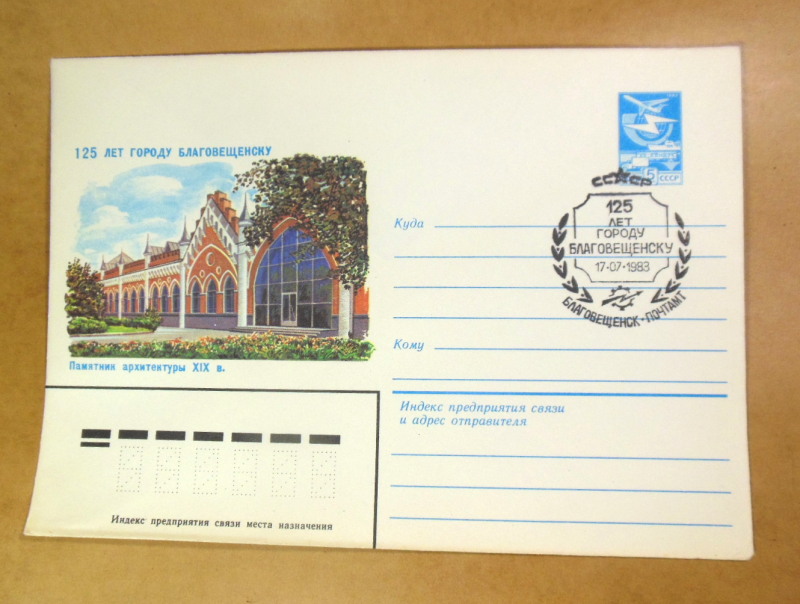 125 ЛЕТ ГОРОДУ БЛАГОВЕЩЕНСКУ
Памятник архитектуры XIX в.
5 СССР
СССР
125
ЛЕТ
ГОРОДУ
БЛАГОВЕЩЕНСКУ
17·07·1983
БЛАГОВЕЩЕНСК·ПОЧТАМТ
Куда
Кому
Индекс предприятия связи
и адрес отправителя
Индекс предприятия связи места назначения